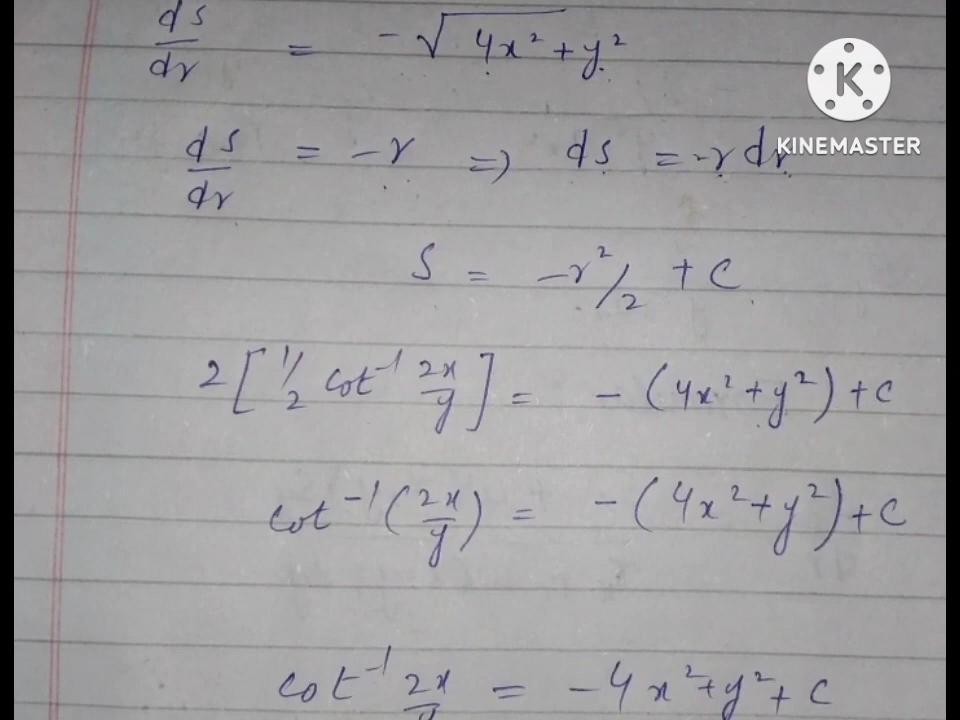 ds/dr = -√4x²+y²
K
KINEMASTER
ds/dr = -r => ds = -r dr
S = -r²/2 + C
2[1/2 cot⁻¹ 2x/y] = -(4x²+y²)+C
cot⁻¹(2x/y) = -(4x²+y²)+C
cot⁻¹ 2x/y = -4x²+y²+C